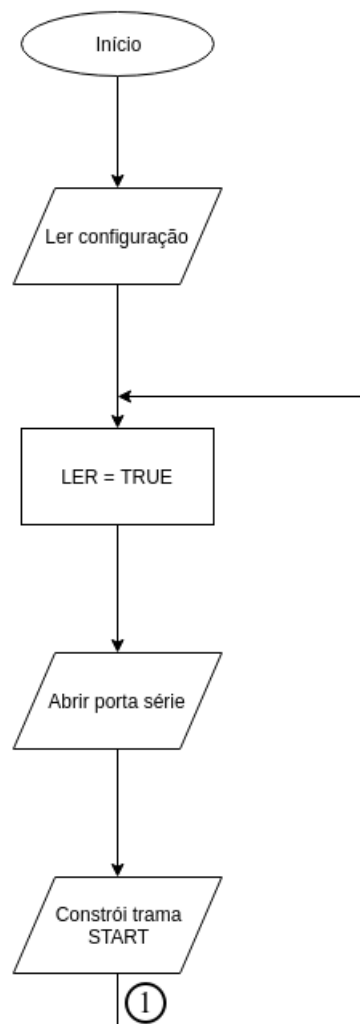 Início
Ler configuração
LER = TRUE
Abrir porta série
Constrói trama
START
1